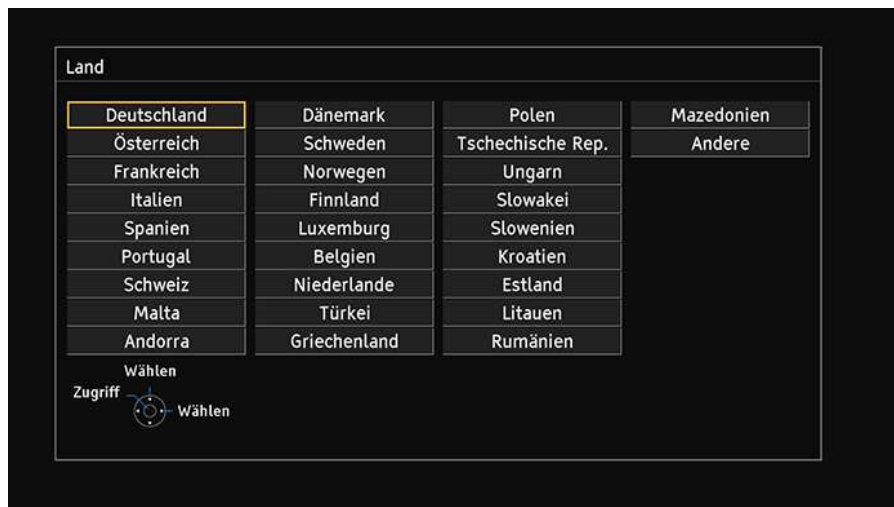 Land
Deutschland Dänemark Polen Mazedonien
Österreich Schweden Tschechische Rep. Andere
Frankreich Norwegen Ungarn
Italien Finnland Slowakei
Spanien Luxemburg Slowenien
Portugal Belgien Kroatien
Schweiz Niederlande Estland
Malta Türkei Litauen
Andorra Griechenland Rumänien
Wählen
Zugriff
Wählen